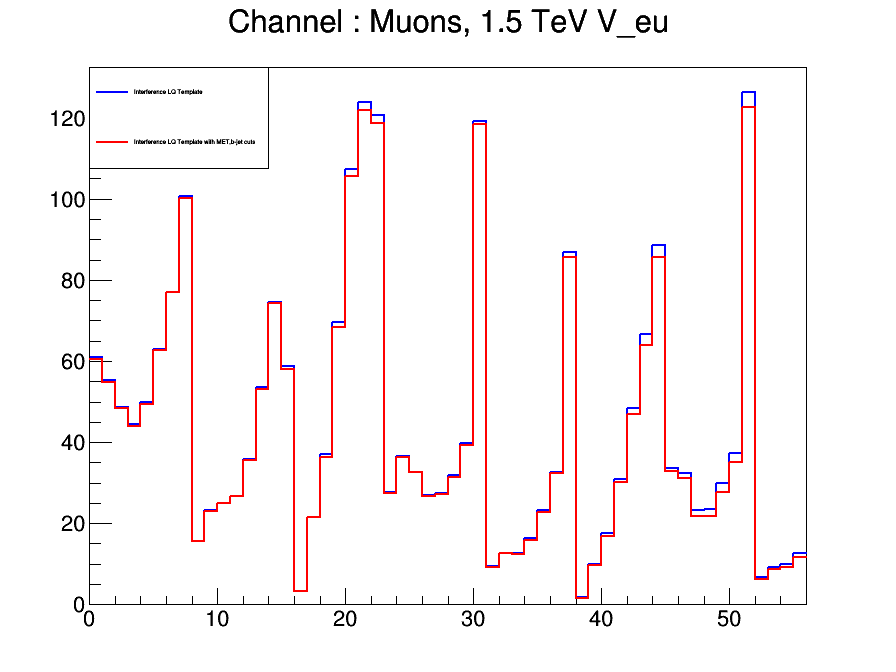 Channel : Muons, 1.5 TeV V_eu
Interference LQ Template
Interference LQ Template with MET,b-jet cuts
120
100
80
60
40
20
0
0 10 20 30 40 50